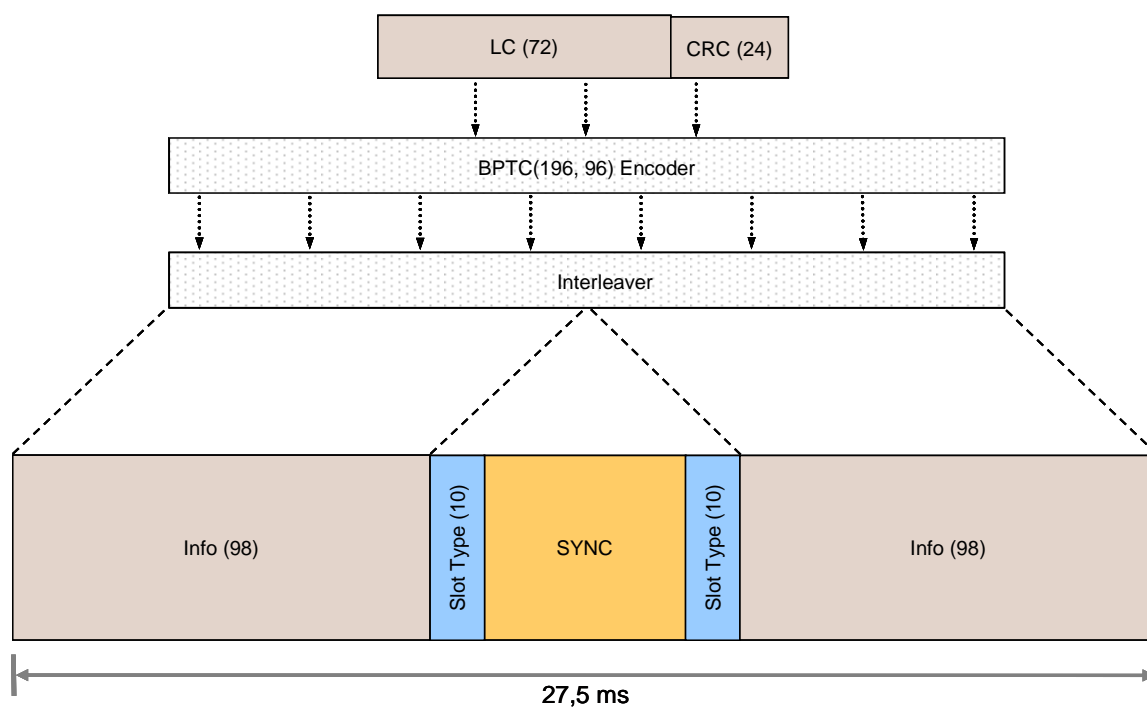 LC (72)
CRC (24)
BPTC(196, 96) Encoder
Interleaver
Info (98)
Slot Type (10)
SYNC
Slot Type (10)
Info (98)
27,5 ms